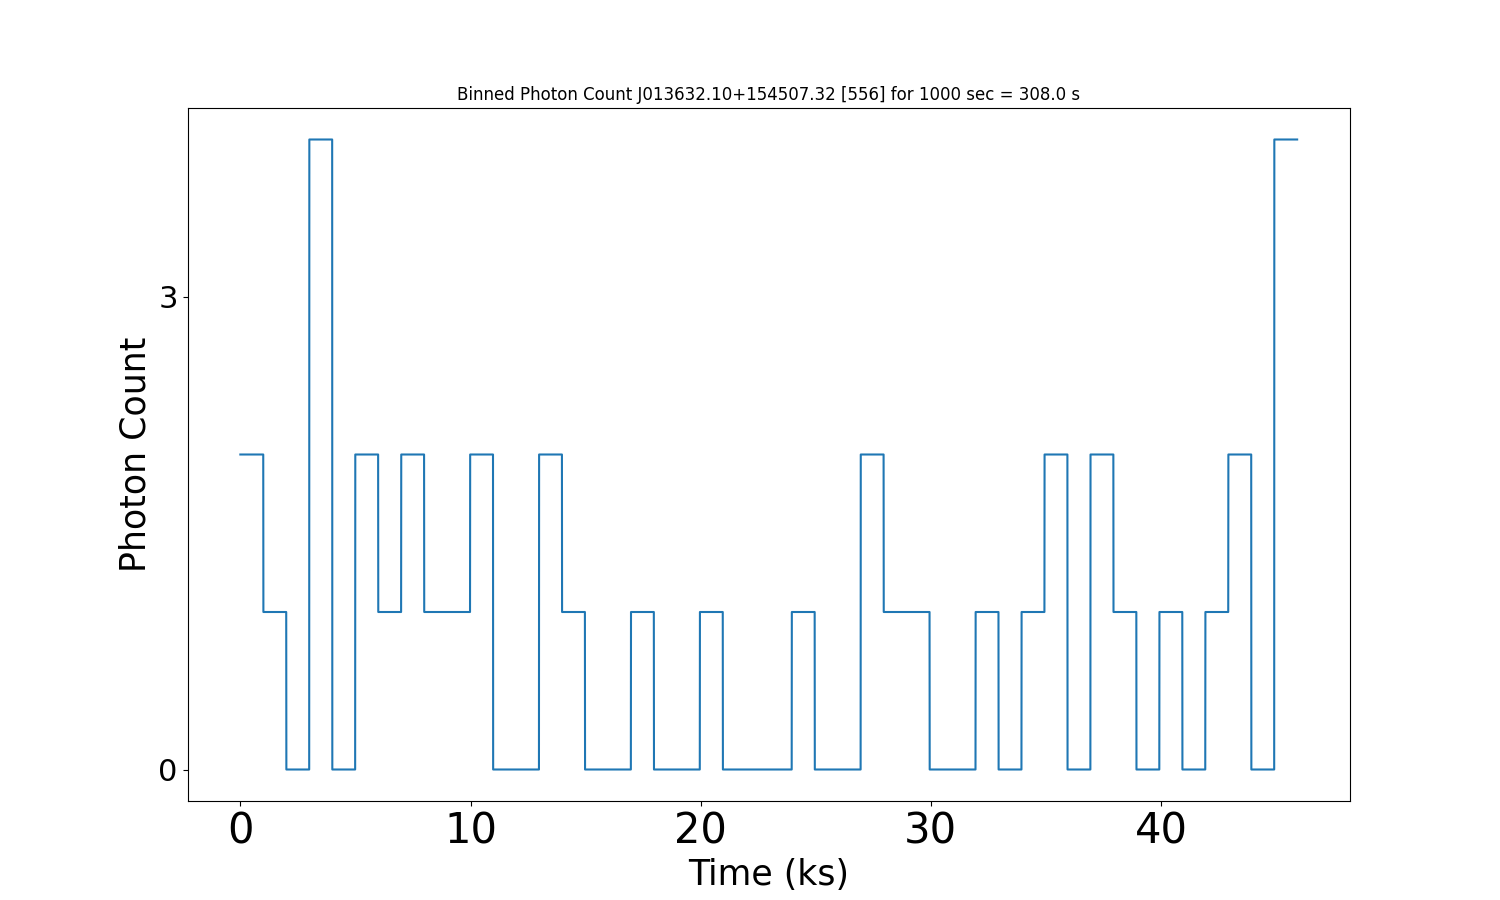 Binned Photon Count J013632.10+154507.32 [556] for 1000 sec = 308.0 s
Photon Count
3
0
0 10 20 30 40
Time (ks)